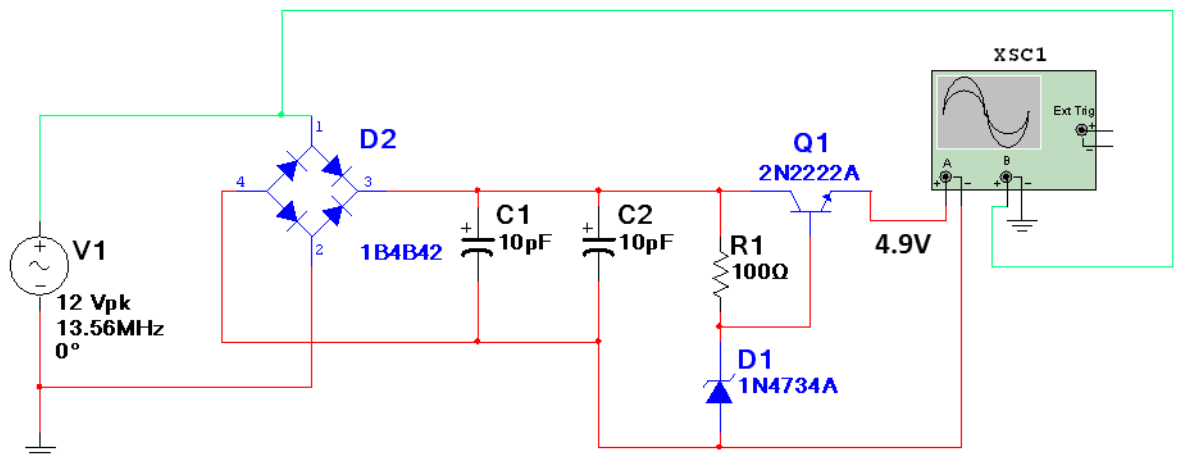 XSC1
Ext Trig
+
-
A
B
+ - + -
D2
1
4
3
2
1B4B42
Q1
2N2222A
+
C1
10pF
+
C2
10pF
R1
100Ω
4.9V
+
V1
12 Vpk
13.56MHz
0°
D1
1N4734A